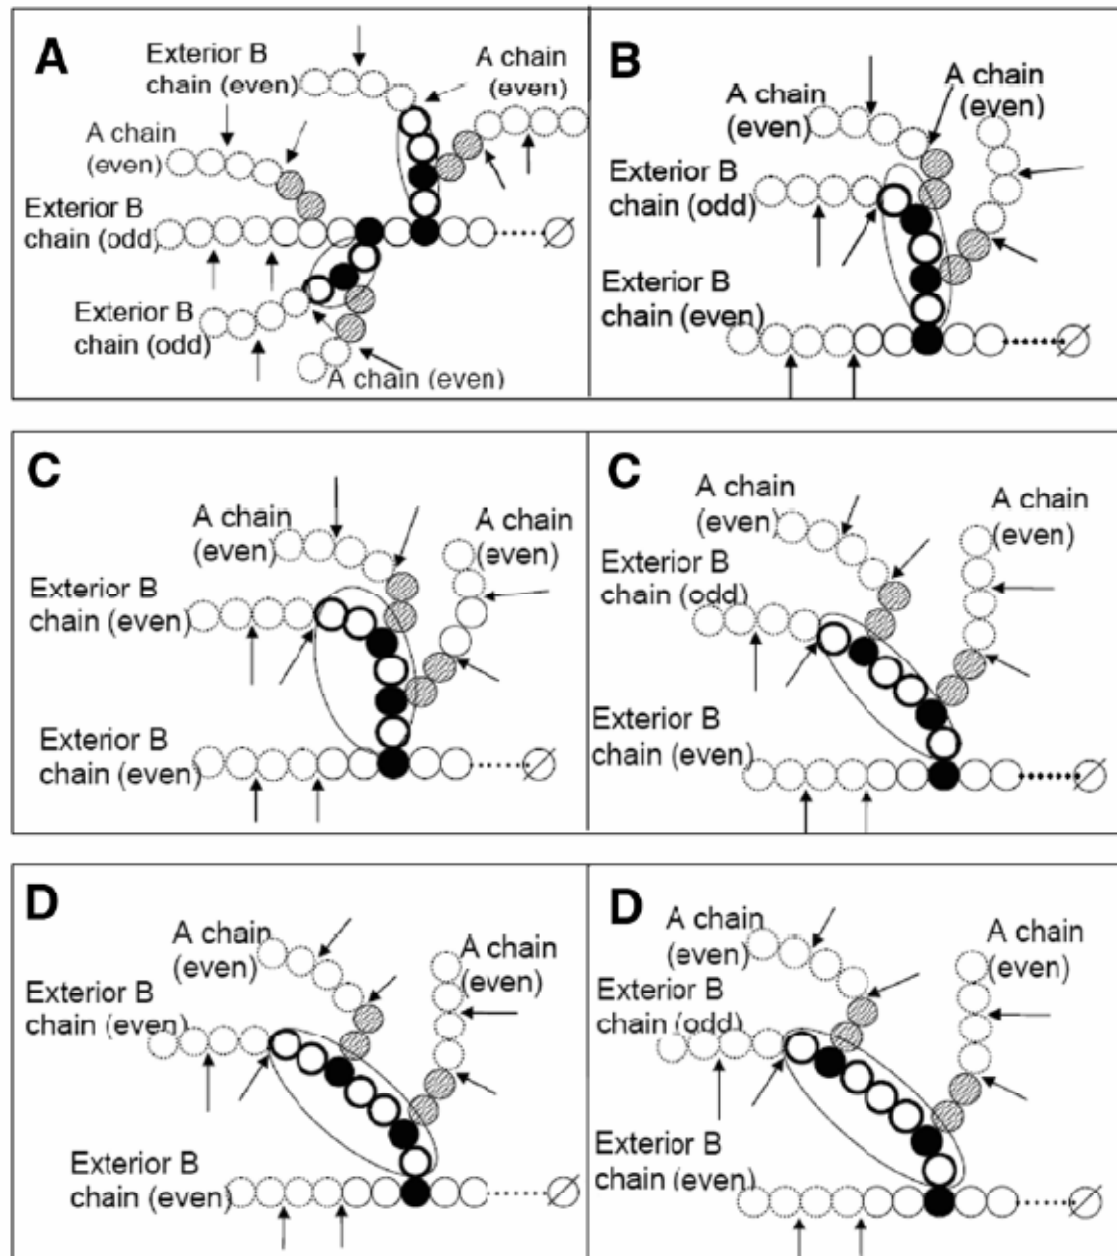 A
Exterior B
chain (even)
A chain
(even)
A chain
(even)
Exterior B
chain (odd)
Exterior B
chain (odd)
A chain (even)
B
A chain
(even)
A chain
(even)
Exterior B
chain (odd)
Exterior B
chain (even)
C
A chain
(even)
A chain
(even)
Exterior B
chain (even)
Exterior B
chain (even)
C
A chain
(even)
A chain
(even)
Exterior B
chain (odd)
Exterior B
chain (even)
D
A chain
(even)
A chain
(even)
Exterior B
chain (even)
Exterior B
chain (even)
D
A chain
(even)
A chain
(even)
Exterior B
chain (odd)
Exterior B
chain (even)